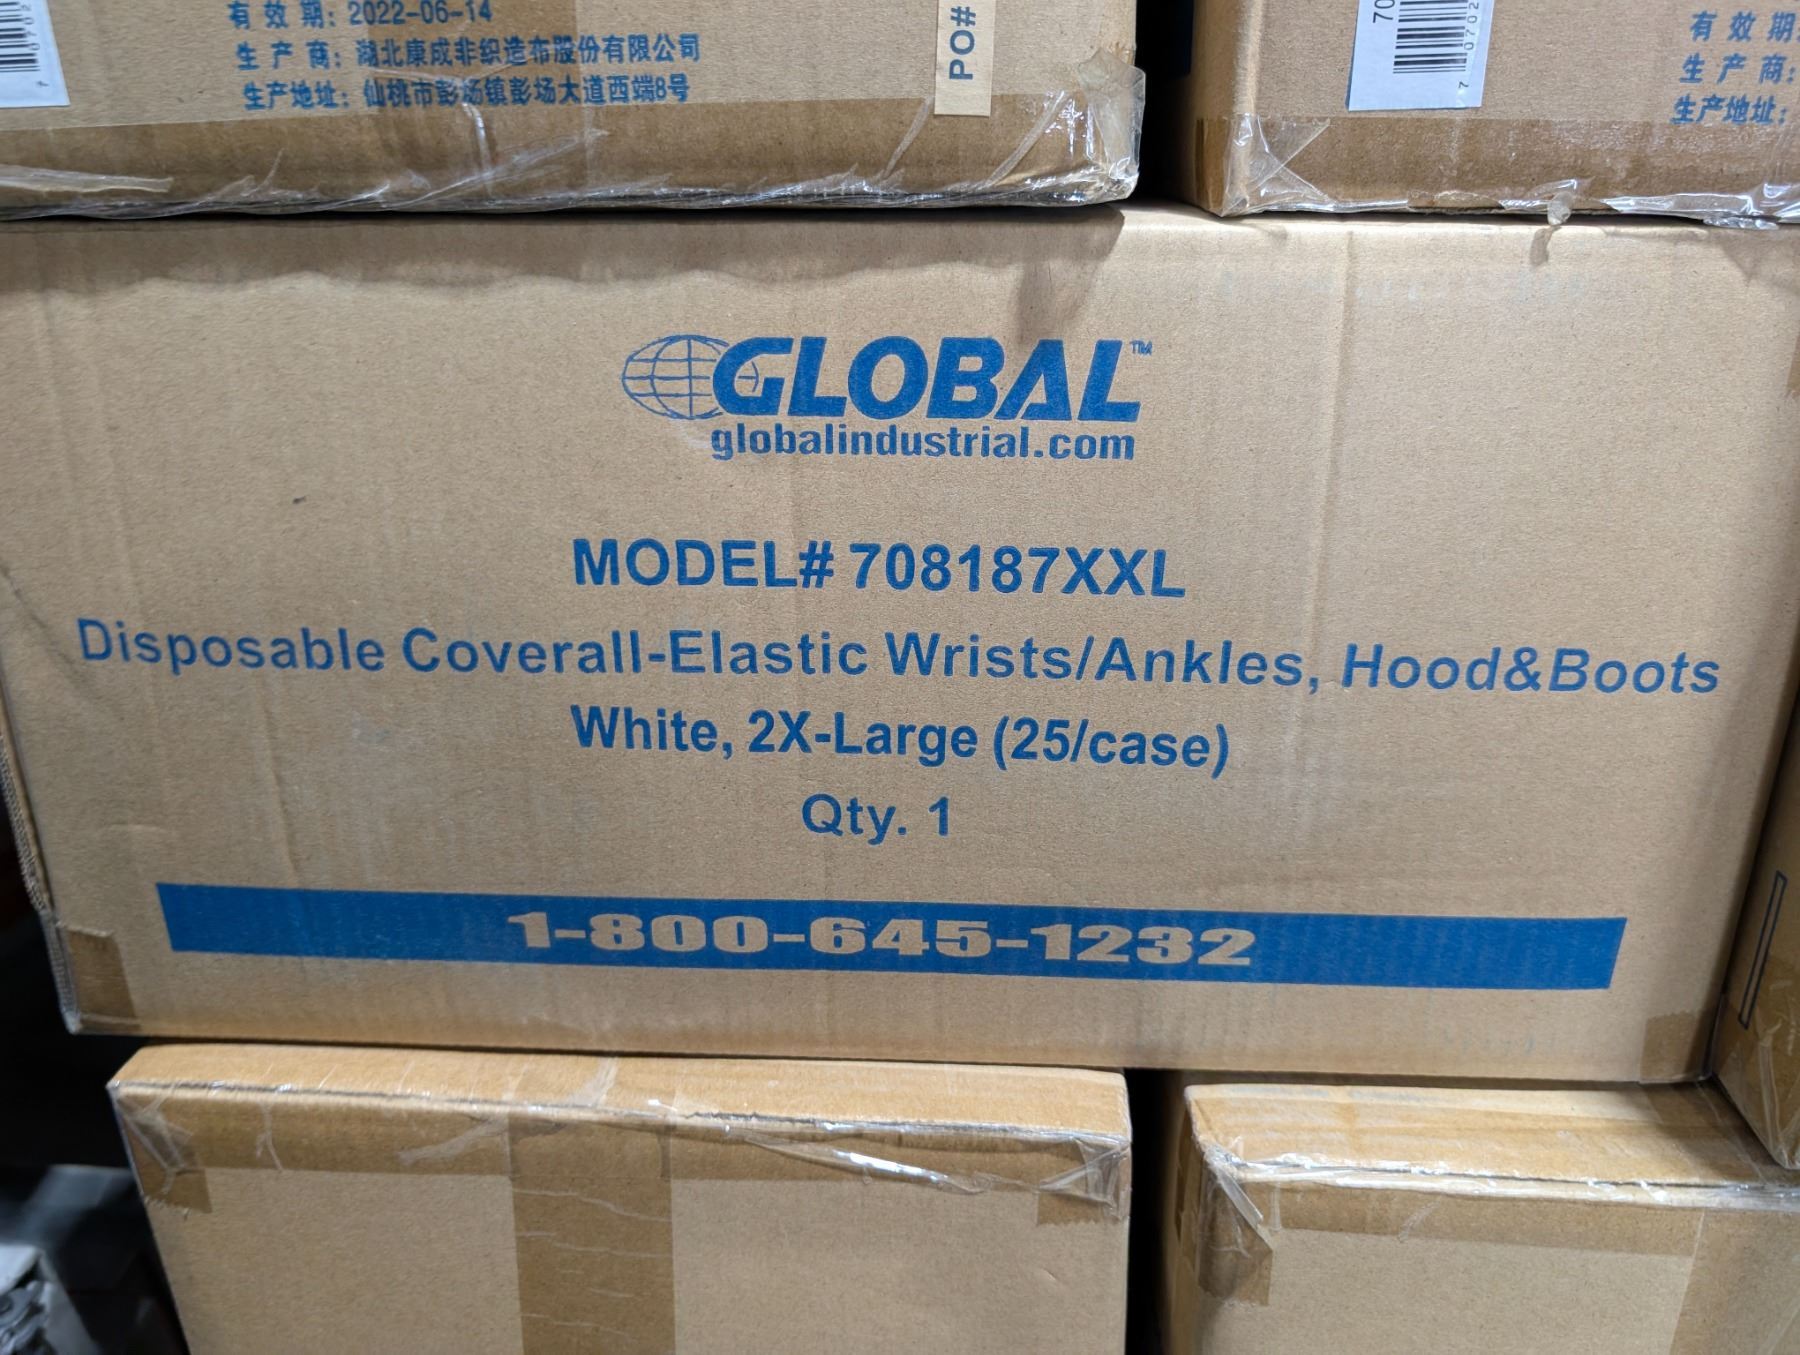 有效期：2022-06-14
生产商：湖北康成非织造布股份有限公司
生产地址：仙桃市彭场镇彭场大道西端8号
PO#
70
有效期：
生产商：
生产地址：
GLOBAL™
globalindustrial.com
MODEL# 708187XXL
Disposable Coverall-Elastic Wrists/Ankles, Hood&Boots
White, 2X-Large (25/case)
Qty. 1
1-800-645-1232